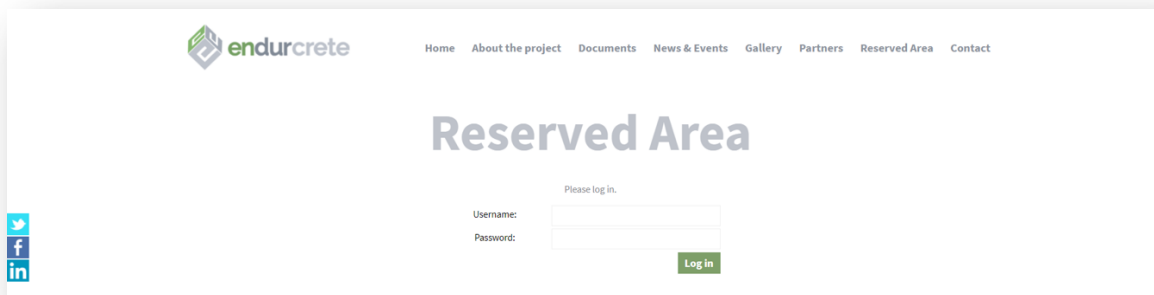 endurcrete
Home About the project Documents News & Events Gallery Partners Reserved Area Contact
Reserved Area
Please log in.
Username:
Password:
Log in
f
in